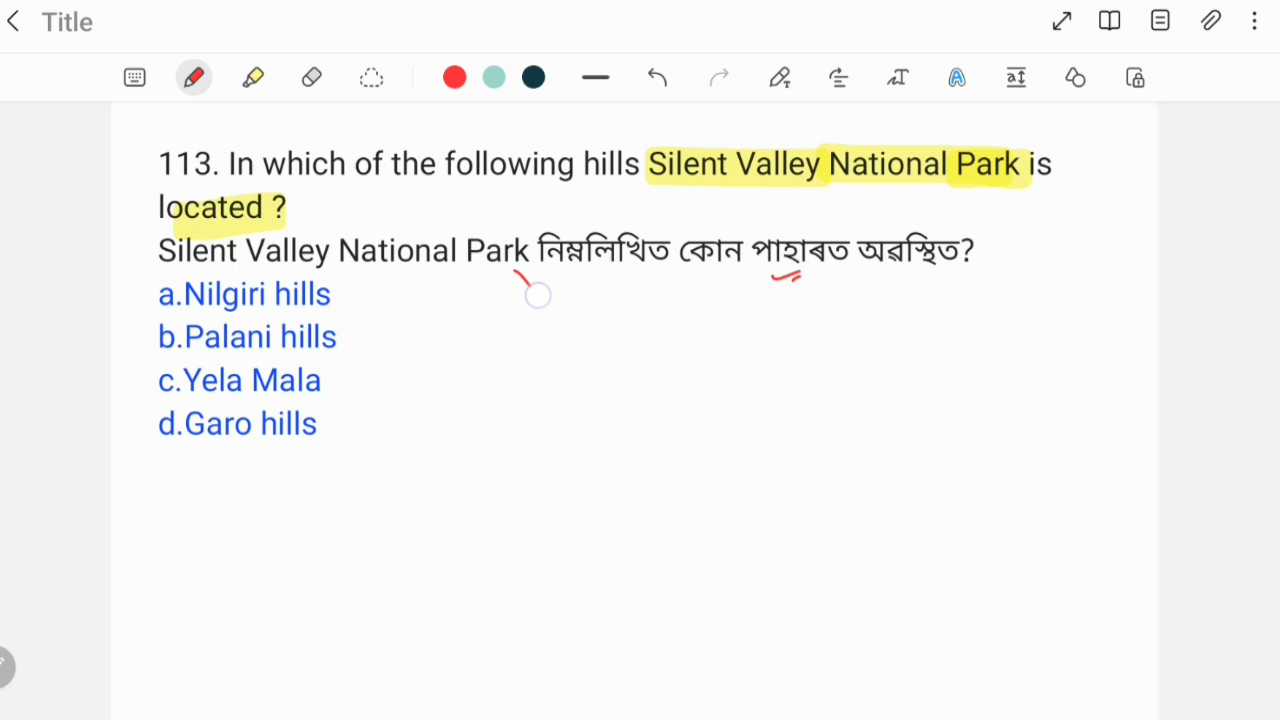 Title
113. In which of the following hills Silent Valley National Park is
located ?
Silent Valley National Park নিম্নলিখিত কোন পাহাৰত অৱস্থিত?
a.Nilgiri hills
b.Palani hills
c.Yela Mala
d.Garo hills